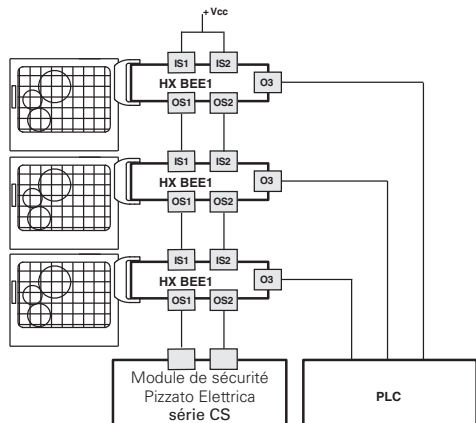 + Vcc
IS1 IS2
HX BEE1 O3
OS1 OS2
IS1 IS2
HX BEE1 O3
OS1 OS2
IS1 IS2
HX BEE1 O3
OS1 OS2
Module de sécurité
Pizzato Elettrica
série CS
PLC